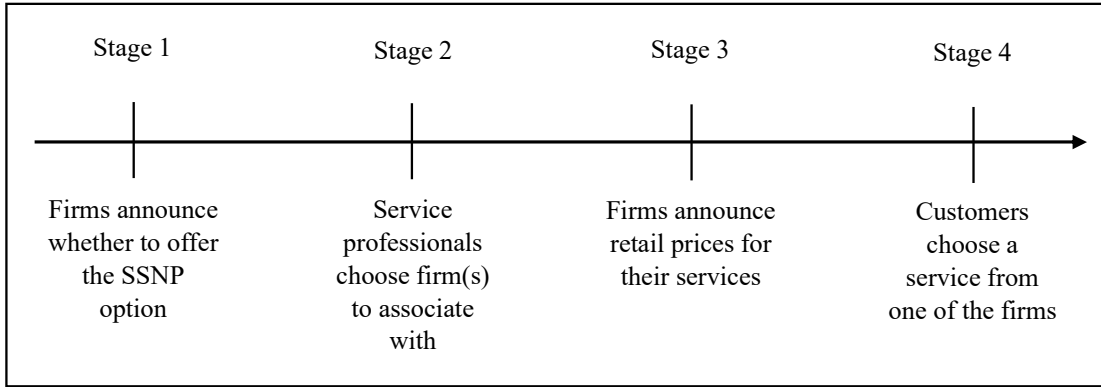 Stage 1
Stage 2
Stage 3
Stage 4
Firms announce
whether to offer
the SSNP
option
Service
professionals
choose firm(s)
to associate
with
Firms announce
retail prices for
their services
Customers
choose a
service from
one of the firms